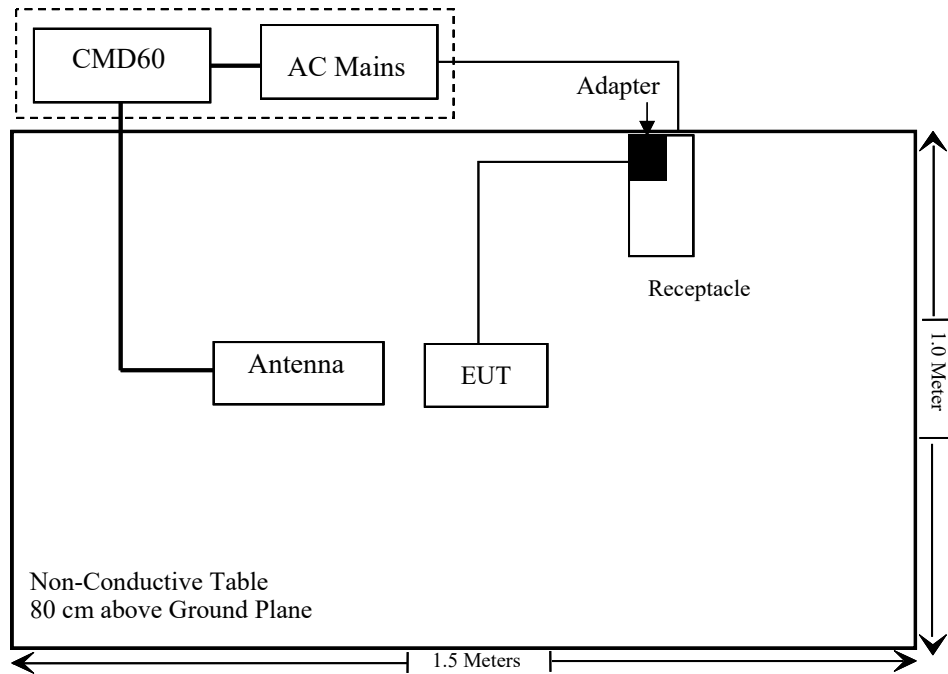 CMD60
AC Mains
Adapter
Receptacle
Antenna
EUT
1.0 Meter
Non-Conductive Table
80 cm above Ground Plane
1.5 Meters